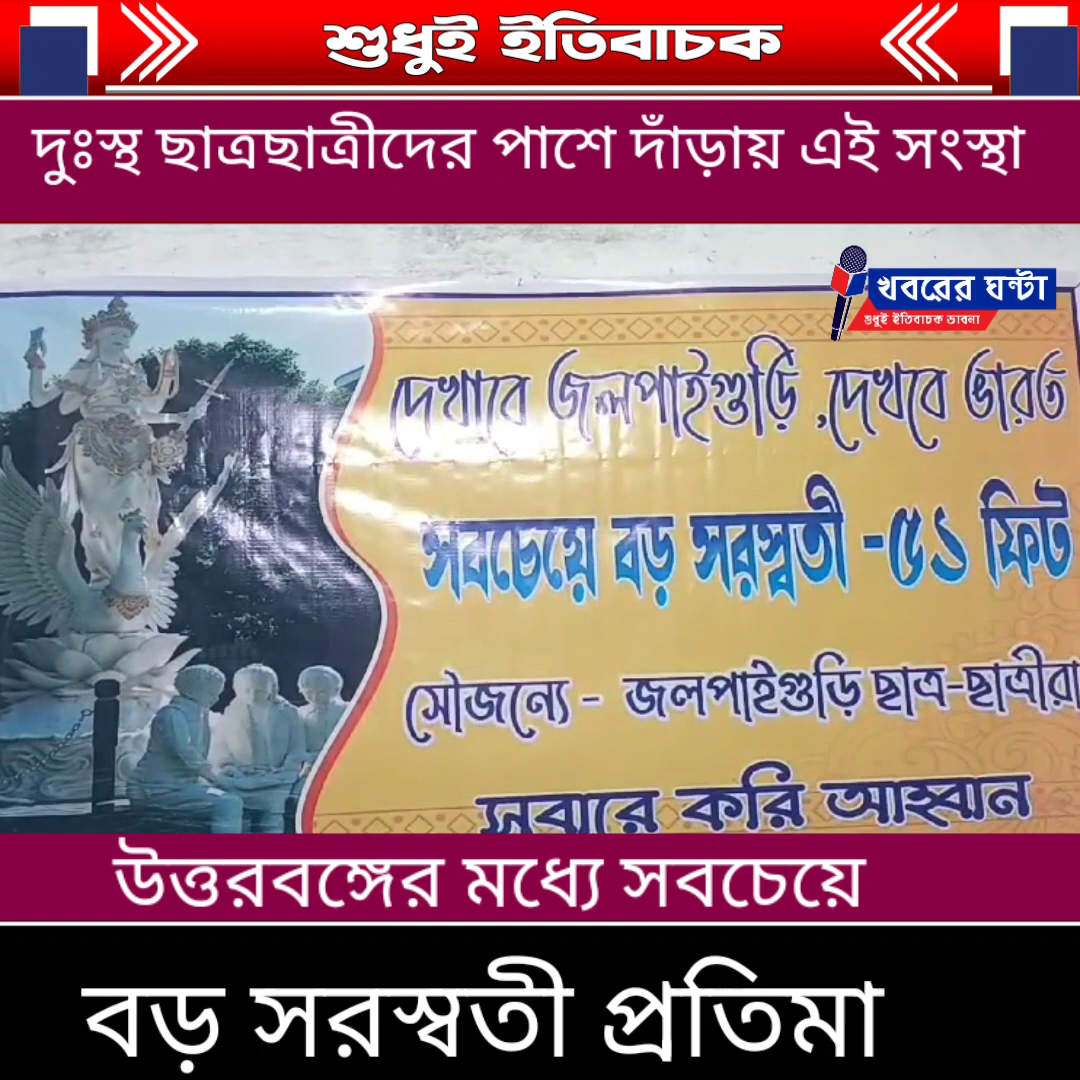 শুধুই ইতিবাচক
দুঃস্থ ছাত্রছাত্রীদের পাশে দাঁড়ায় এই সংস্থা
খবরের ঘন্টা
শুধুই ইতিবাচক ভাবনা
দেখাবে জলপাইগুড়ি ,দেখবে ভারত
সবচেয়ে বড় সরস্বতী -৫১ ফিট
সৌজন্যে - জলপাইগুড়ি ছাত্র-ছাত্রীরা
সবারে করি আহ্বান
উত্তরবঙ্গের মধ্যে সবচেয়ে
বড় সরস্বতী প্রতিমা